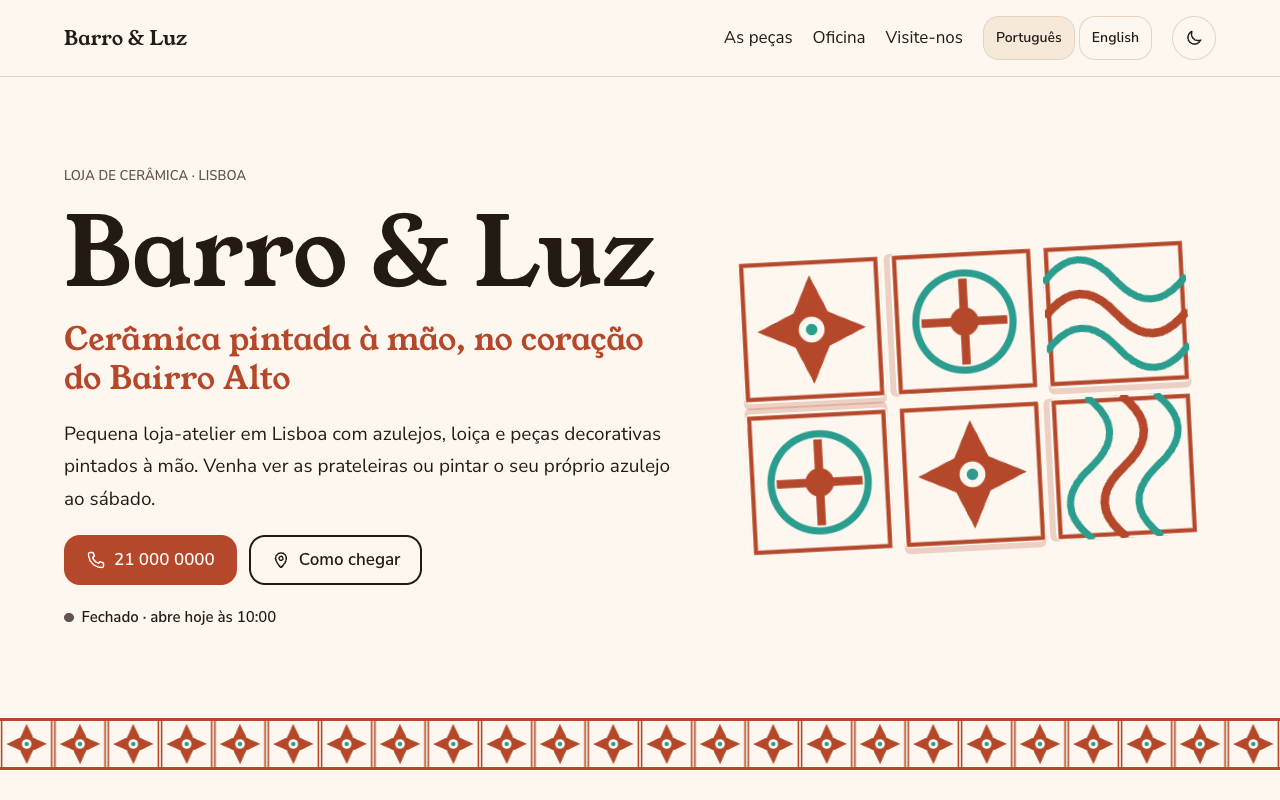 Barro & Luz
As peças
Oficina
Visite-nos
Português
English
LOJA DE CERÂMICA · LISBOA
Barro & Luz
Cerâmica pintada à mão, no coração
do Bairro Alto
Pequena loja-atelier em Lisboa com azulejos, loiça e peças decorativas
pintados à mão. Venha ver as prateleiras ou pintar o seu próprio azulejo
ao sábado.
21 000 0000
Como chegar
Fechado · abre hoje às 10:00